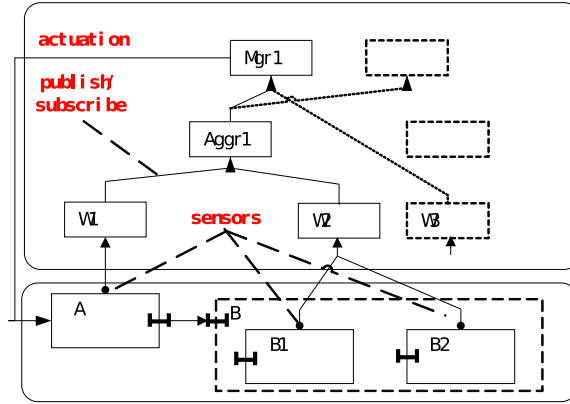 actuation
Mgr1
publish/
subscribe
Aggr1
W1
sensors
W2
W3
A
B
B1
B2